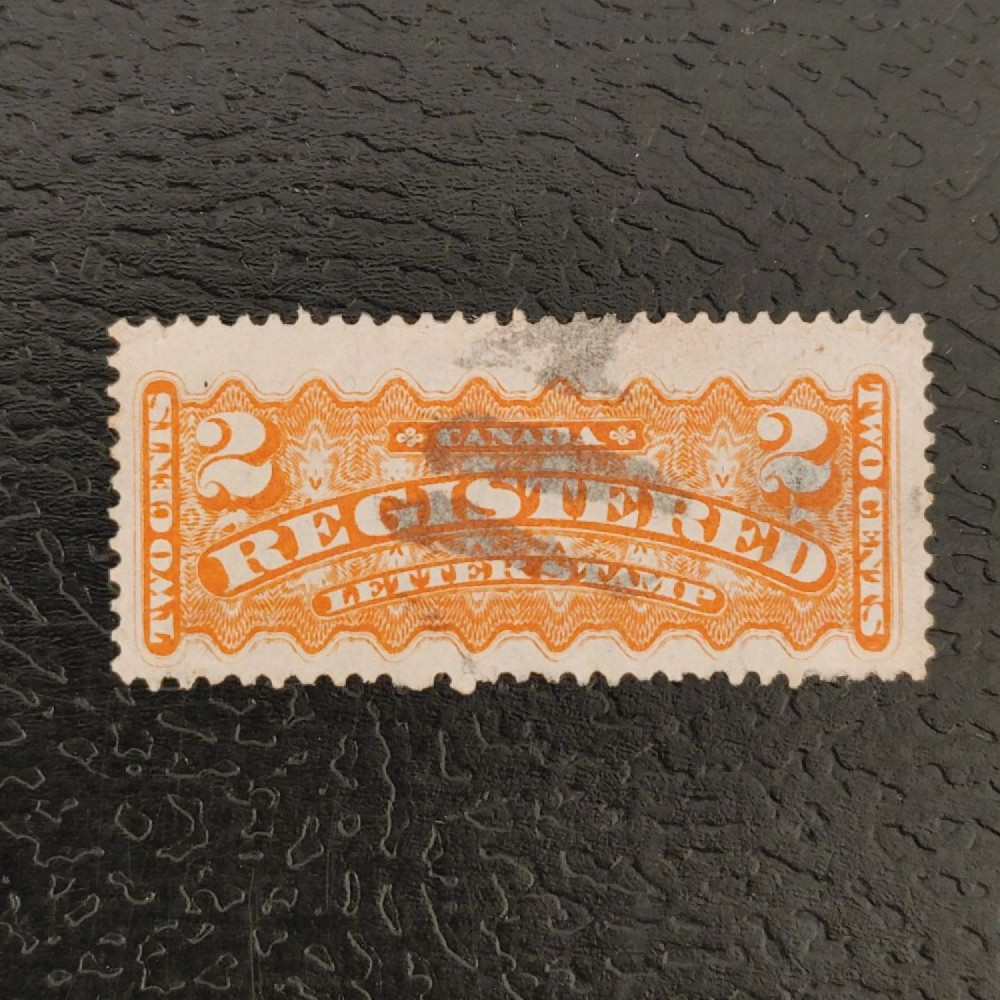 TWO CENTS
2
CANADA
2
TWO CENTS
REGISTERED
LETTER STAMP